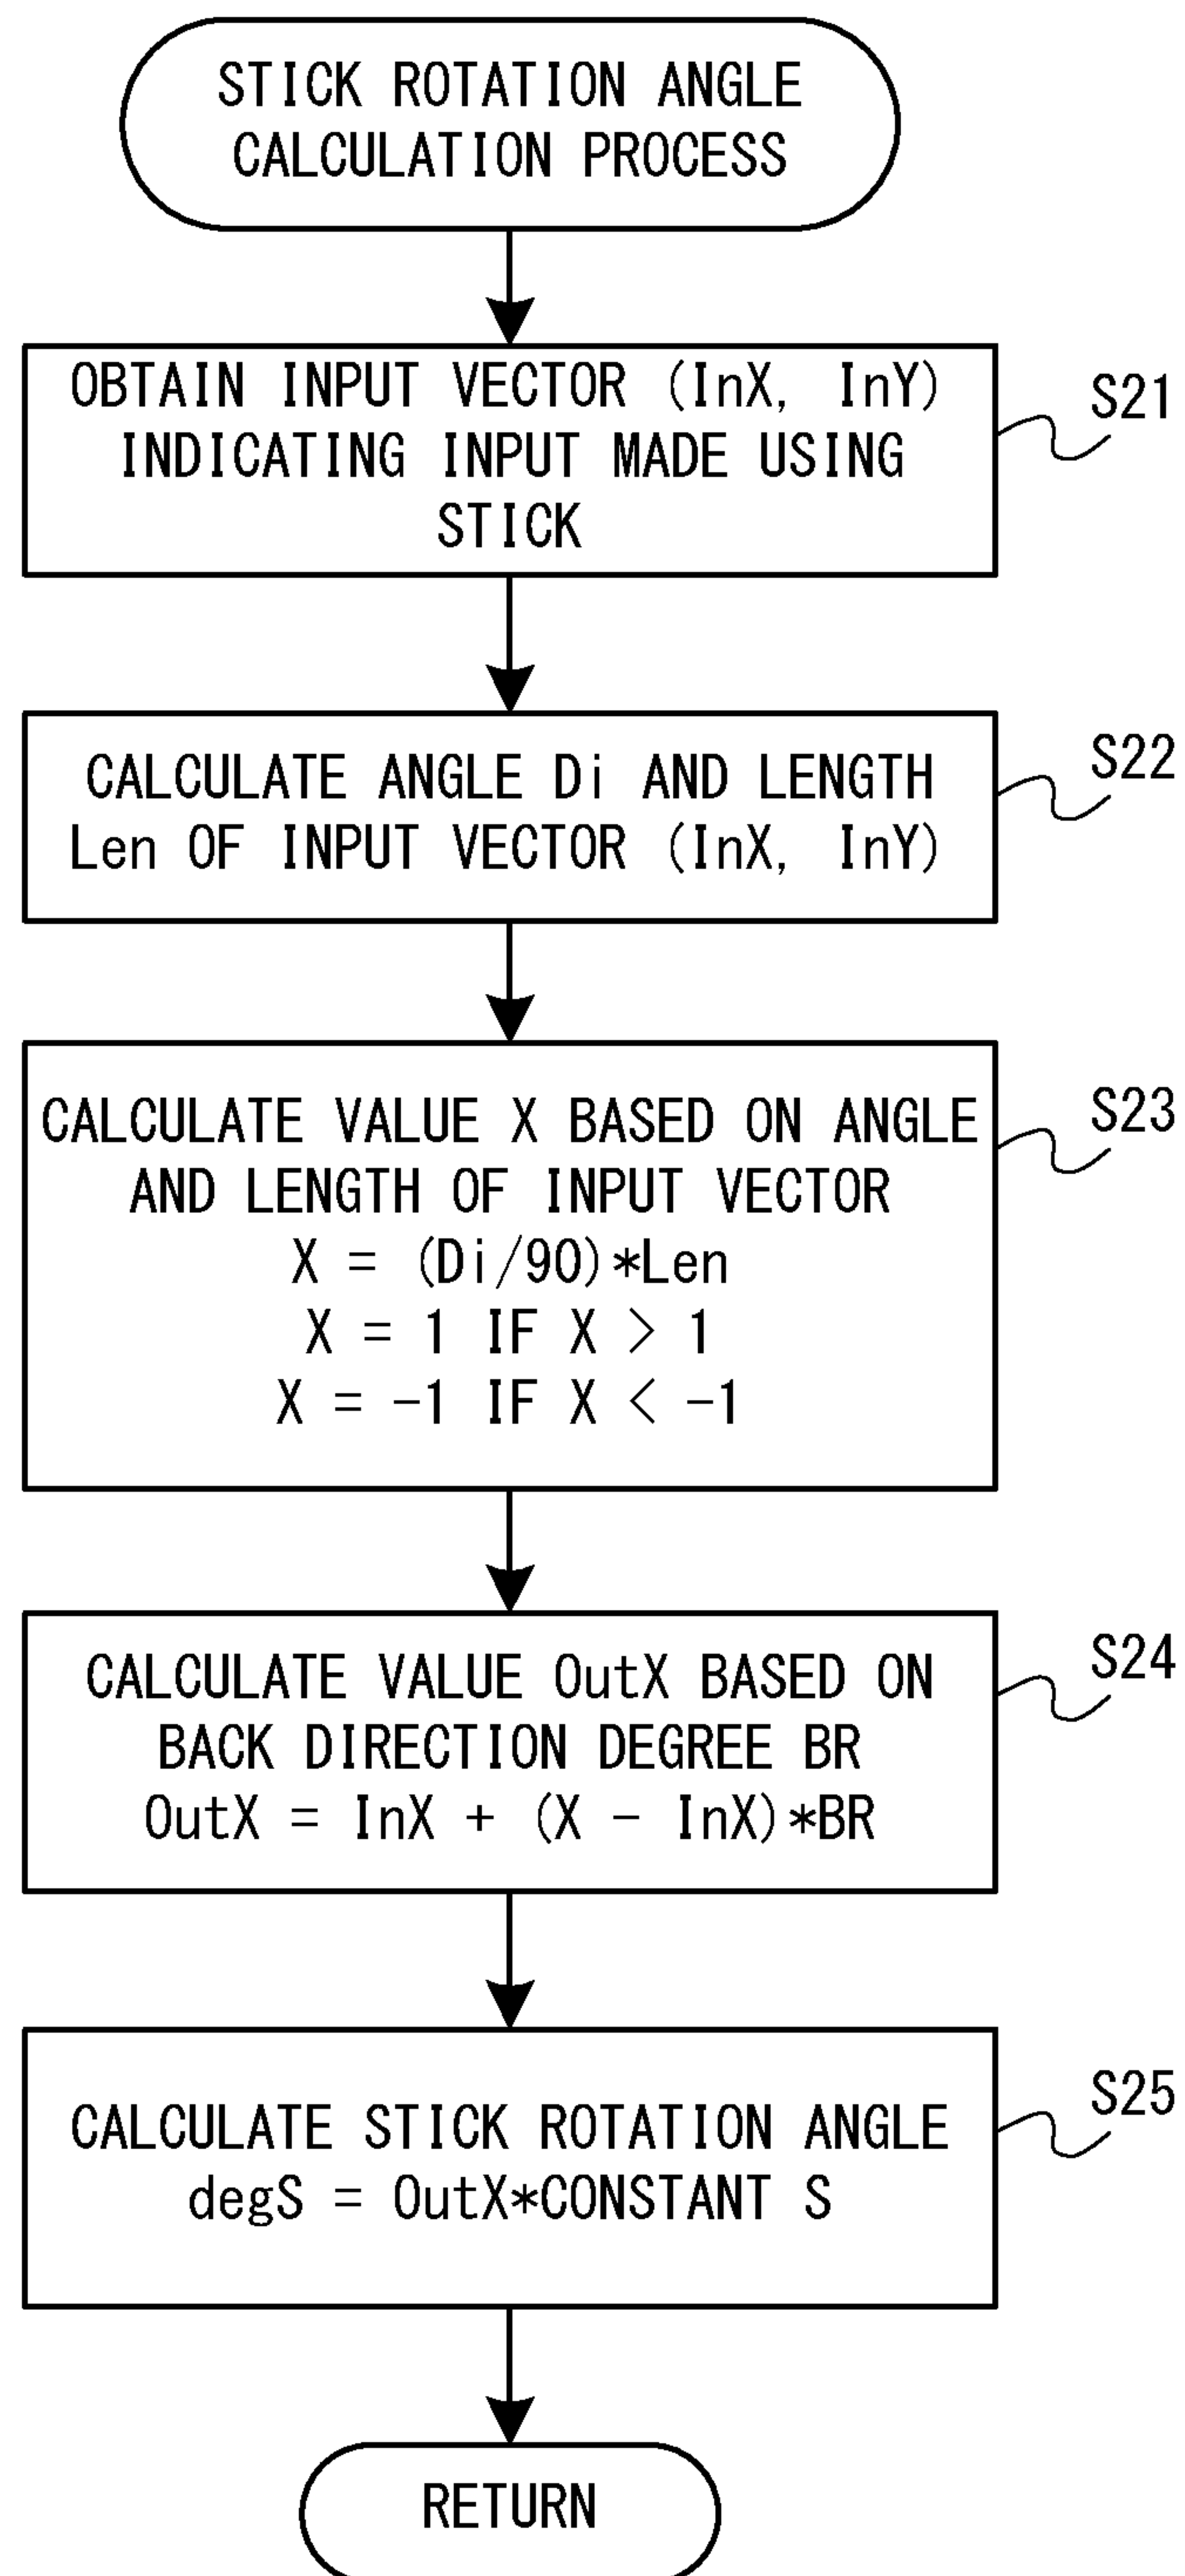 STICK ROTATION ANGLE
CALCULATION PROCESS
OBTAIN INPUT VECTOR (InX, InY)
INDICATING INPUT MADE USING
STICK
S21
CALCULATE ANGLE Di AND LENGTH
Len OF INPUT VECTOR (InX, InY)
S22
CALCULATE VALUE X BASED ON ANGLE
AND LENGTH OF INPUT VECTOR
X = (Di/90)*Len
X = 1 IF X > 1
X = -1 IF X < -1
S23
CALCULATE VALUE OutX BASED ON
BACK DIRECTION DEGREE BR
OutX = InX + (X - InX)*BR
S24
CALCULATE STICK ROTATION ANGLE
degS = OutX*CONSTANT S
S25
RETURN